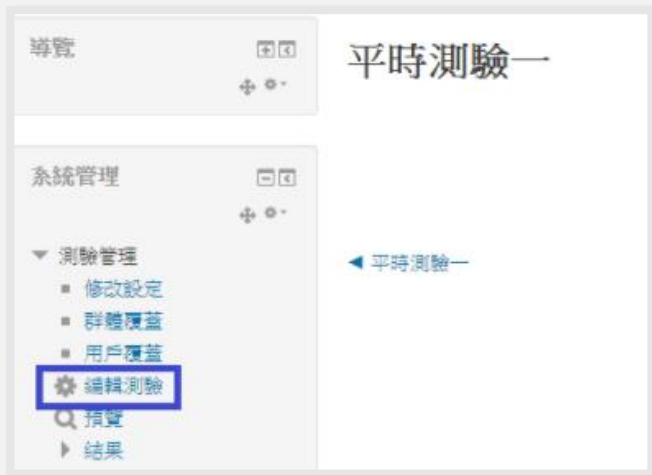 導覽
平時測驗一
系統管理
測驗管理
◀ 平時測驗一
修改設定
群體覆蓋
用戶覆蓋
編輯測驗
預覽
結果